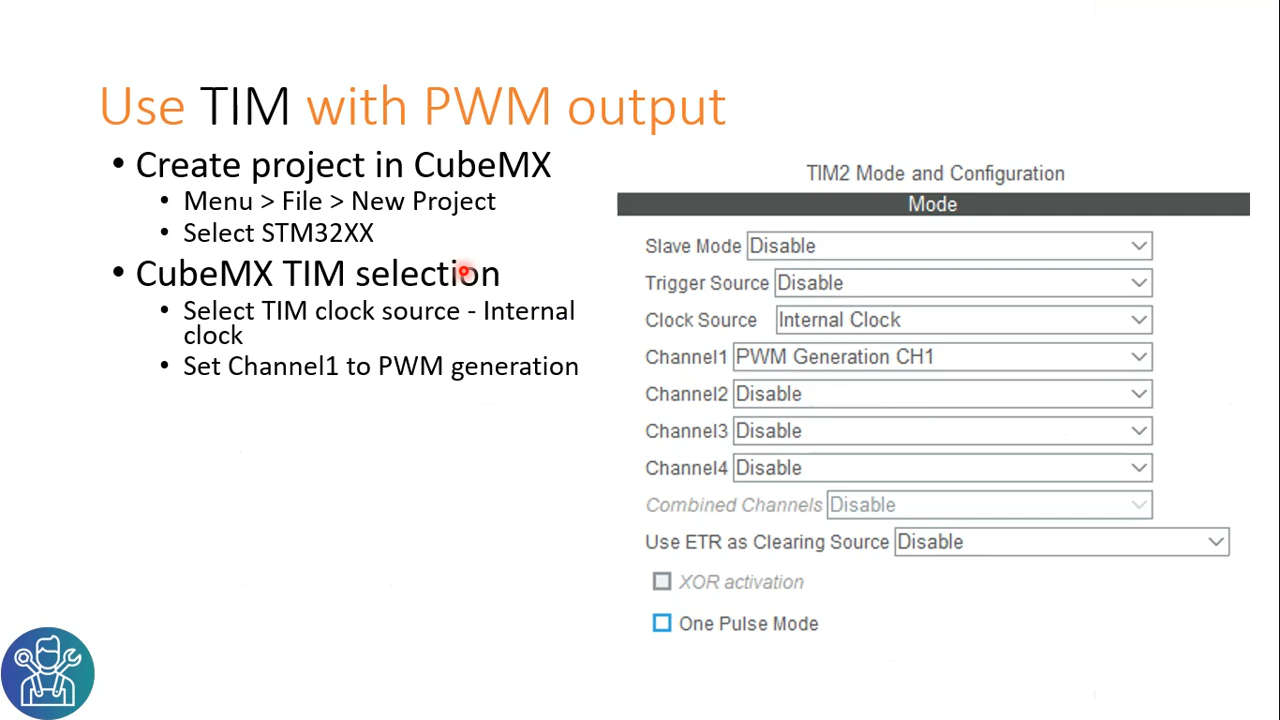 Use TIM with PWM output
• Create project in CubeMX
• Menu > File > New Project
• Select STM32XX
• CubeMX TIM selection
• Select TIM clock source - Internal
clock
• Set Channel1 to PWM generation
TIM2 Mode and Configuration
Mode
Slave Mode Disable
Trigger Source Disable
Clock Source Internal Clock
Channel1 PWM Generation CH1
Channel2 Disable
Channel3 Disable
Channel4 Disable
Combined Channels Disable
Use ETR as Clearing Source Disable
XOR activation
One Pulse Mode